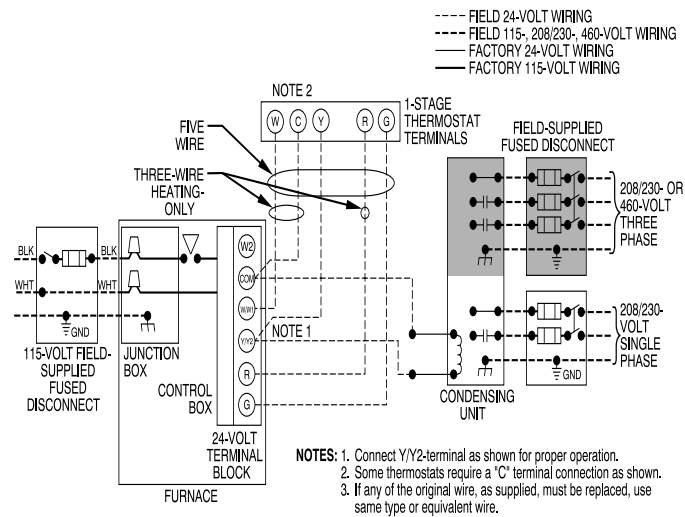 FIELD 24-VOLT WIRING
FIELD 115-, 208/230-, 460-VOLT WIRING
FACTORY 24-VOLT WIRING
FACTORY 115-VOLT WIRING
NOTE 2
W C Y R G
1-STAGE
THERMOSTAT
TERMINALS
FIVE
WIRE
THREE-WIRE
HEATING-
ONLY
FIELD-SUPPLIED
FUSED DISCONNECT
208/230- OR
460-VOLT
THREE
PHASE
208/230-
VOLT
SINGLE
PHASE
GND
CONDENSING
UNIT
BLK
BLK
WHT
WHT
GND
115-VOLT FIELD-
SUPPLIED
FUSED
DISCONNECT
JUNCTION
BOX
CONTROL
BOX
W2
COM
W/W1
Y/Y2
R
G
NOTE 1
24-VOLT
TERMINAL
BLOCK
FURNACE
NOTES: 1. Connect Y/Y2-terminal as shown for proper operation.
2. Some thermostats require a "C" terminal connection as shown.
3. If any of the original wire, as supplied, must be replaced, use
same type or equivalent wire.